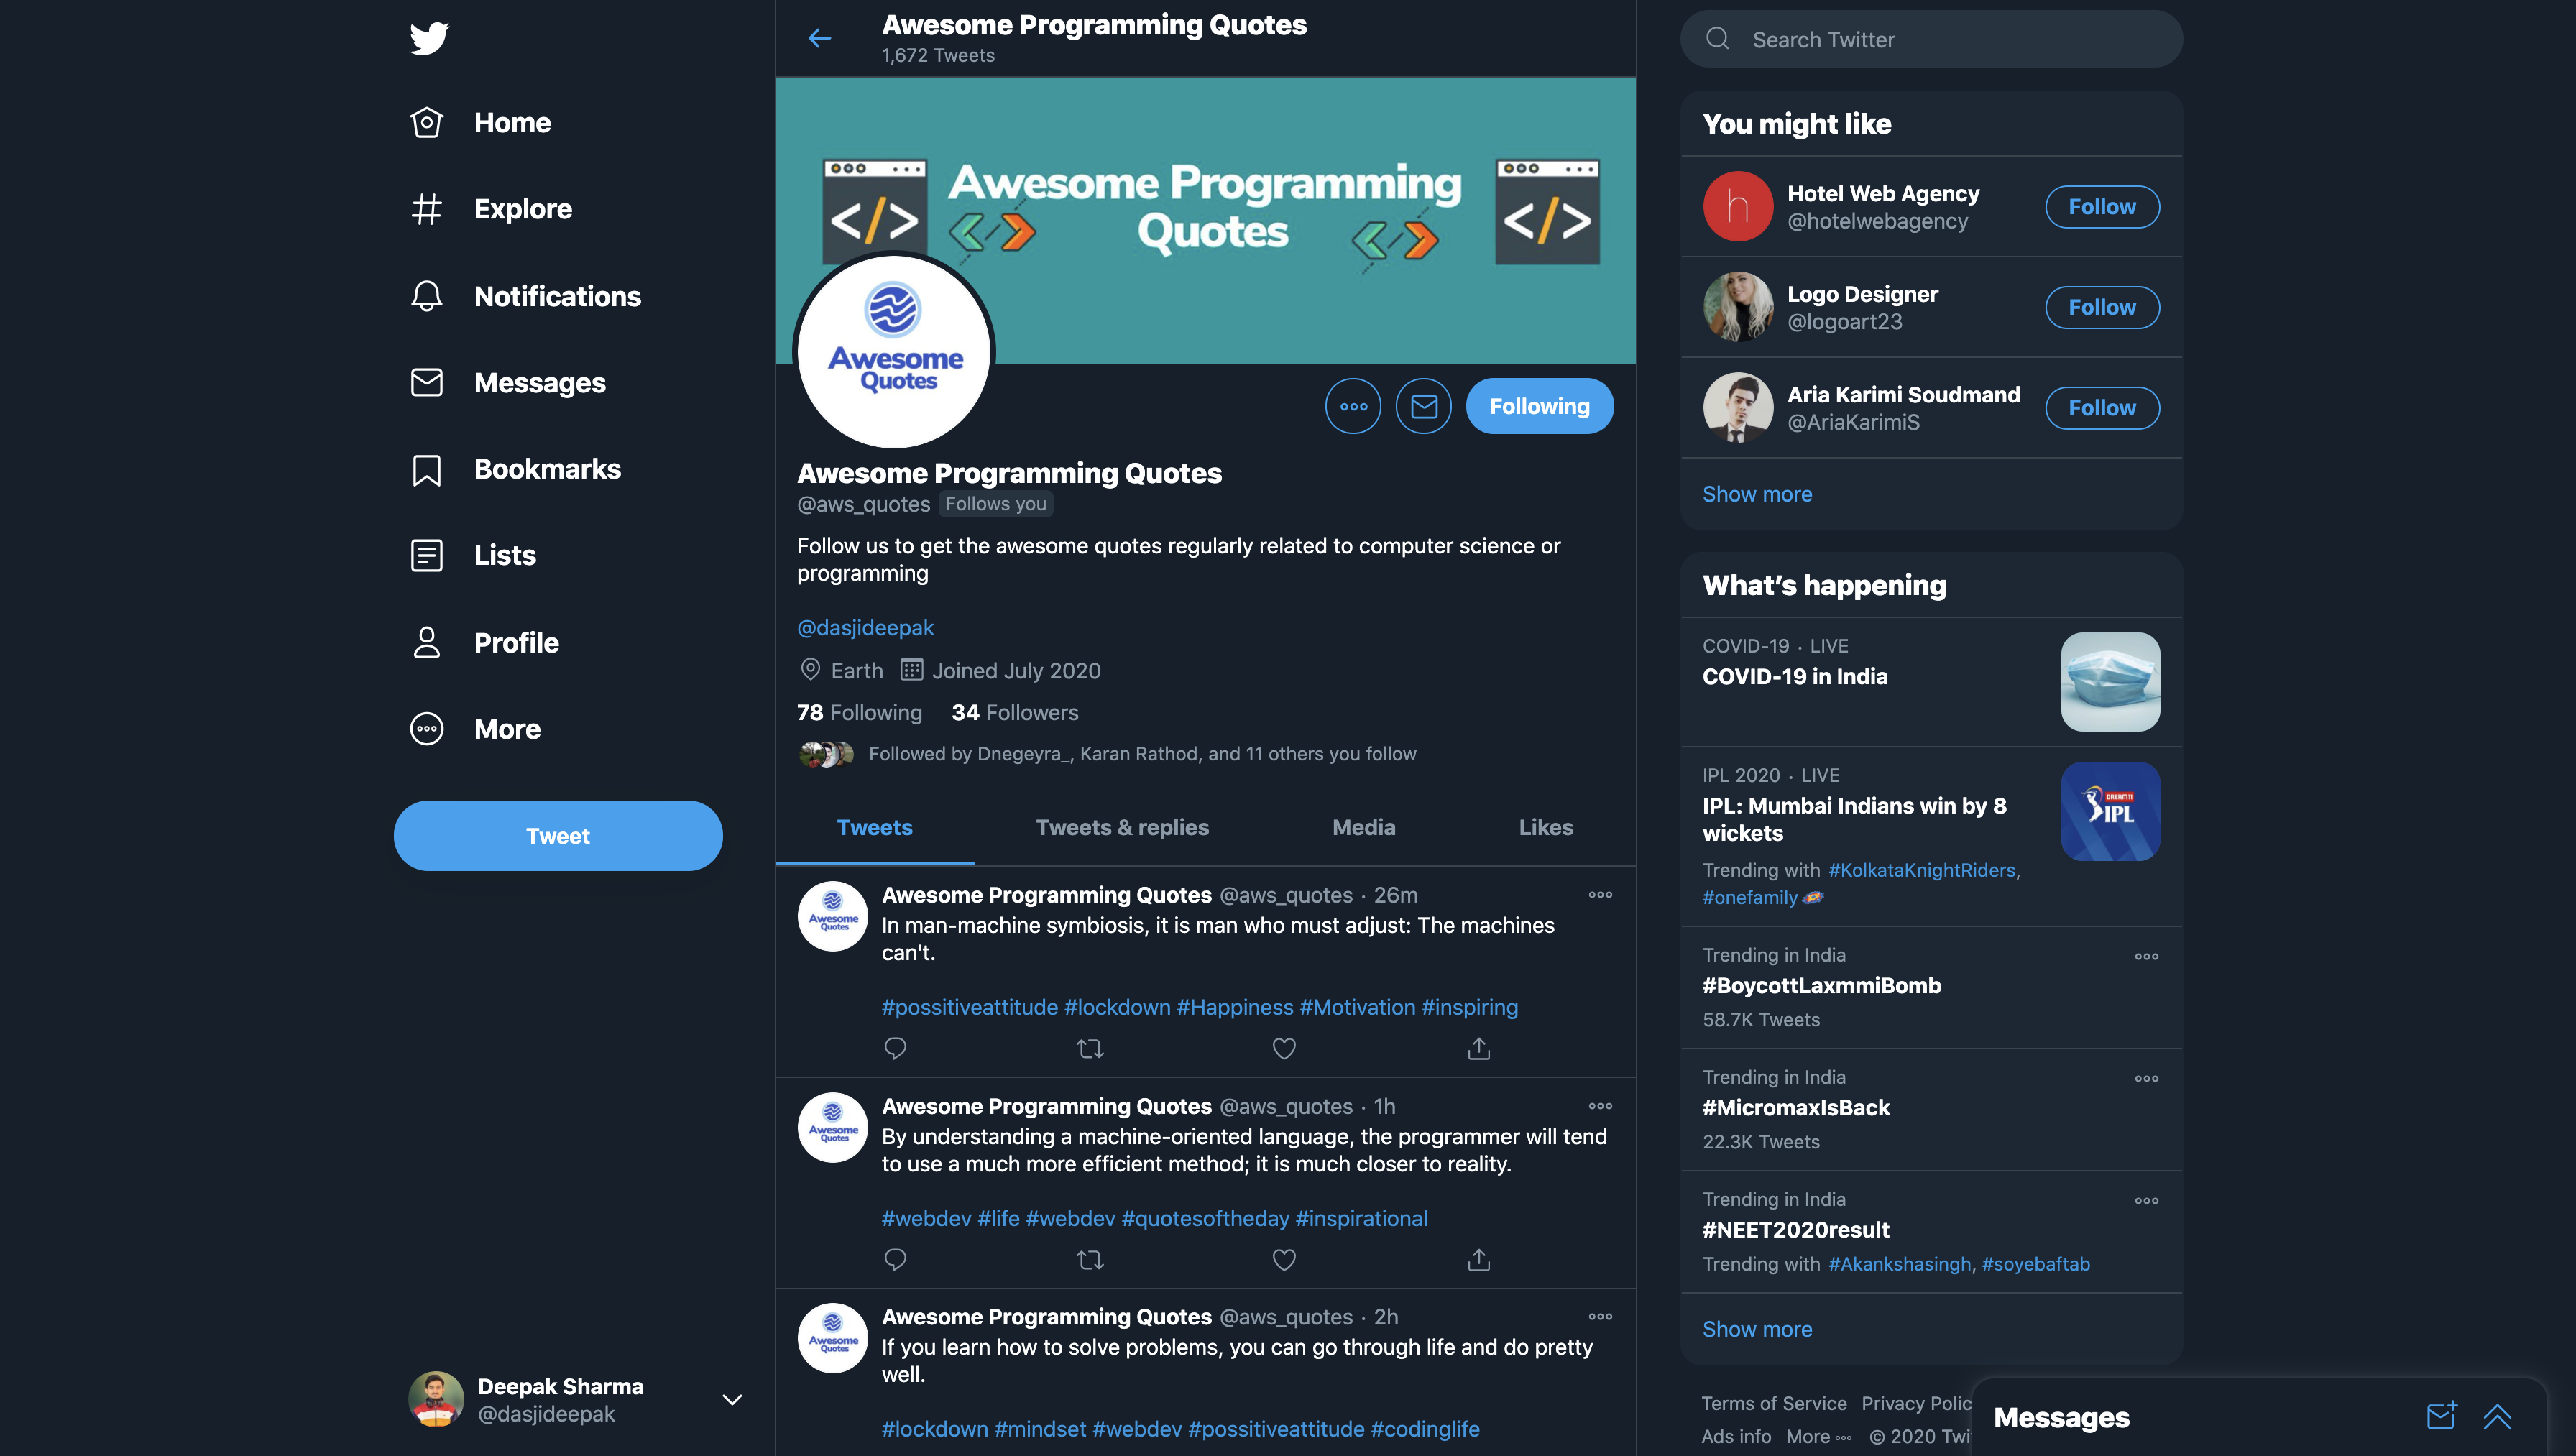 Home
Explore
Notifications
Messages
Bookmarks
Lists
Profile
More
Tweet
Deepak Sharma
@dasjideepak
Awesome Programming Quotes
1,672 Tweets
Awesome Programming
Quotes
Awesome
Quotes
Following
Awesome Programming Quotes
@aws_quotes Follows you
Follow us to get the awesome quotes regularly related to computer science or
programming
@dasjideepak
Earth Joined July 2020
78 Following 34 Followers
Followed by Dnegeyra_, Karan Rathod, and 11 others you follow
Tweets Tweets & replies Media Likes
Awesome
Quotes
Awesome Programming Quotes @aws_quotes · 26m
In man-machine symbiosis, it is man who must adjust: The machines
can't.
#possitiveattitude #lockdown #Happiness #Motivation #inspiring
Awesome
Quotes
Awesome Programming Quotes @aws_quotes · 1h
By understanding a machine-oriented language, the programmer will tend
to use a much more efficient method; it is much closer to reality.
#webdev #life #webdev #quotesoftheday #inspirational
Awesome
Quotes
Awesome Programming Quotes @aws_quotes · 2h
If you learn how to solve problems, you can go through life and do pretty
well.
#lockdown #mindset #webdev #possitiveattitude #codinglife
Search Twitter
You might like
h
Hotel Web Agency
@hotelwebagency
Follow
Logo Designer
@logoart23
Follow
Aria Karimi Soudmand
@AriaKarimiS
Follow
Show more
What's happening
COVID-19 · LIVE
COVID-19 in India
IPL 2020 · LIVE
IPL: Mumbai Indians win by 8
wickets
Trending with #KolkataKnightRiders,
#onefamily
DREAM11
IPL
Trending in India
#BoycottLaxmmiBomb
58.7K Tweets
Trending in India
#MicromaxIsBack
22.3K Tweets
Trending in India
#NEET2020result
Trending with #Akankshasingh, #soyebaftab
Show more
Terms of Service Privacy Polic
Ads info More © 2020 Twi
Messages